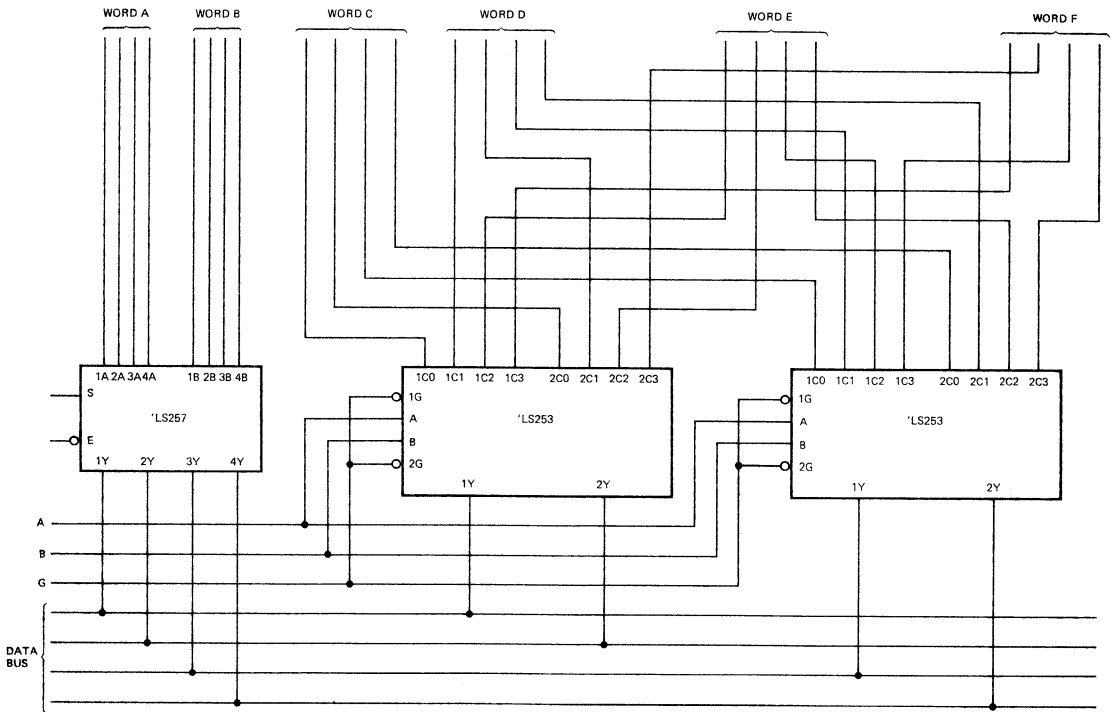 WORD A WORD B WORD C WORD D WORD E WORD F
1A 2A 3A 4A 1B 2B 3B 4B
S
'LS257
E
1Y 2Y 3Y 4Y
1C0 1C1 1C2 1C3 2C0 2C1 2C2 2C3
1G
A
'LS253
B
2G
1Y 2Y
1C0 1C1 1C2 1C3 2C0 2C1 2C2 2C3
1G
A
'LS253
B
2G
1Y 2Y
A
B
G
DATA
BUS